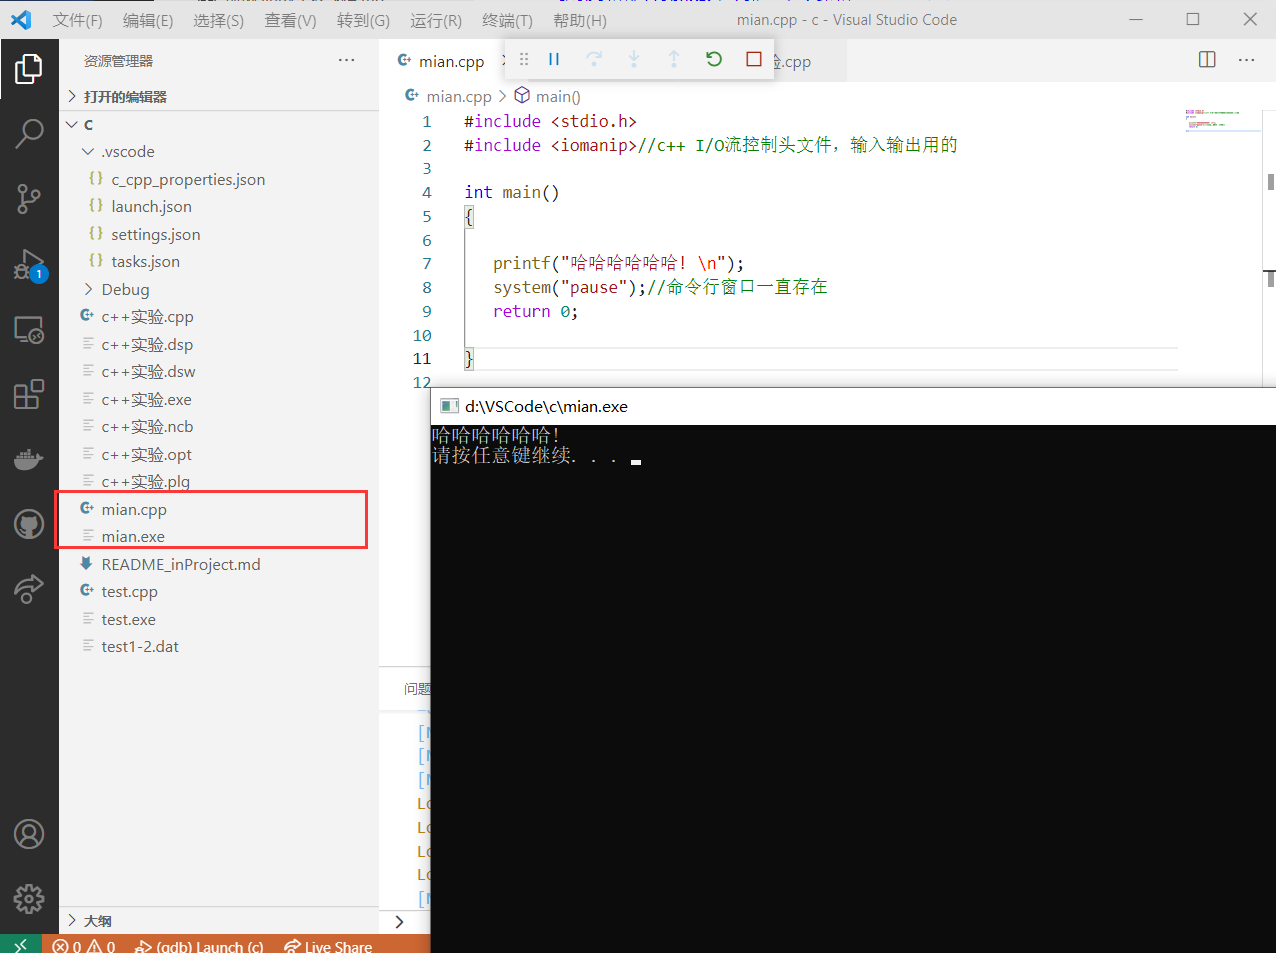 文件(F) 编辑(E) 选择(S) 查看(V) 转到(G) 运行(R) 终端(T) 帮助(H) mian.cpp - c - Visual Studio Code
资源管理器
打开的编辑器
C
.vscode
c_cpp_properties.json
launch.json
settings.json
tasks.json
Debug
c++实验.cpp
c++实验.dsp
c++实验.dsw
c++实验.exe
c++实验.ncb
c++实验.opt
c++实验.plg
mian.cpp
mian.exe
README_inProject.md
test.cpp
test.exe
test1-2.dat
大纲
1
mian.cpp
验.cpp
mian.cpp > main()
1 #include <stdio.h>
2 #include <iomanip>//c++ I/O流控制头文件，输入输出用的
3
4 int main()
5 {
6
7 printf("哈哈哈哈哈哈! \n");
8 system("pause");//命令行窗口一直存在
9 return 0;
10
11 }
12
d:\VSCode\c\mian.exe
哈哈哈哈哈哈!
请按任意键继续. . .
问题
Lo
Lo
Lo
Lo
0 0 (gdb) Launch (c) Live Share